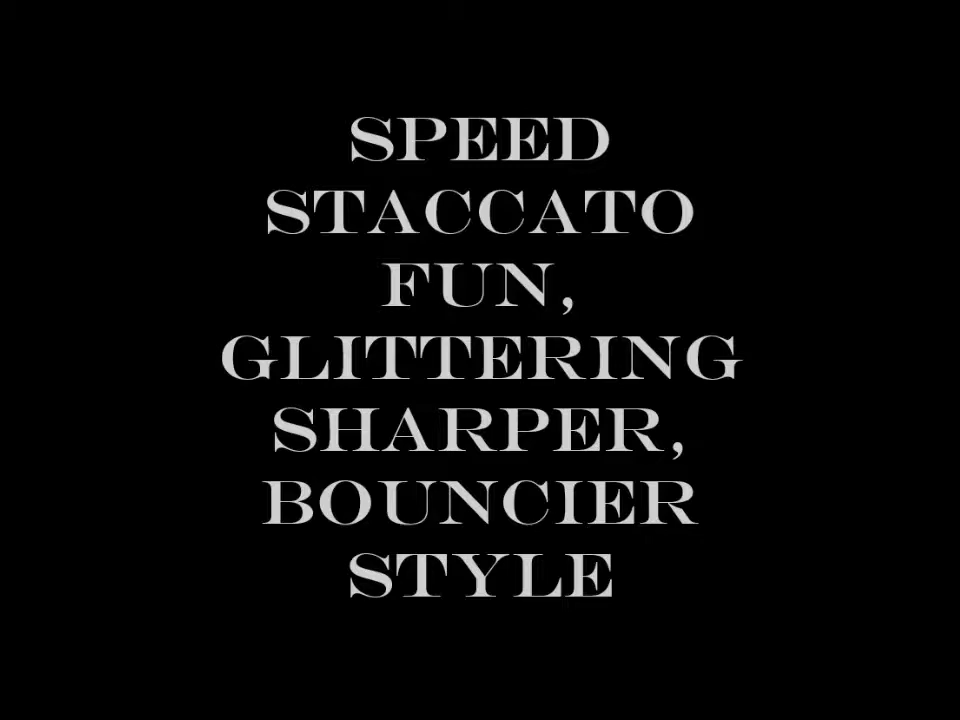 SPEED
STACCATO
FUN,
GLITTERING
SHARPER,
BOUNCIER
STYLE